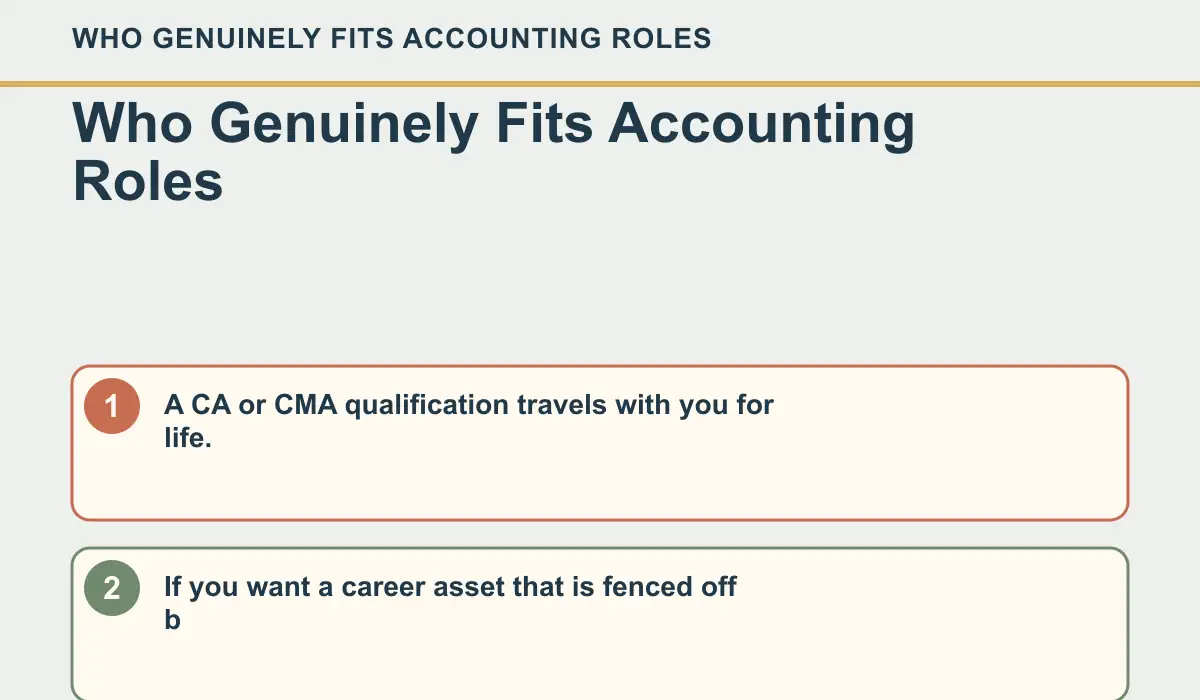 WHO GENUINELY FITS ACCOUNTING ROLES
Who Genuinely Fits Accounting
Roles
1
A CA or CMA qualification travels with you for
life.
2
If you want a career asset that is fenced off
b